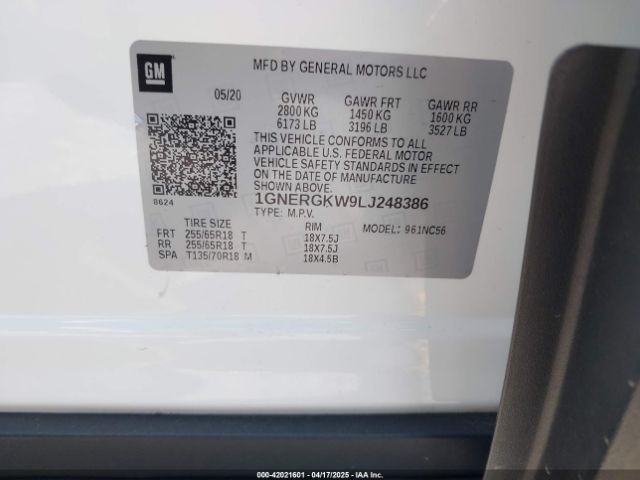 GM
MFD BY GENERAL MOTORS LLC
05/20 GVWR GAWR FRT GAWR RR
2800 KG 1450 KG 1600 KG
6173 LB 3196 LB 3527 LB
THIS VEHICLE CONFORMS TO ALL
APPLICABLE U.S. FEDERAL MOTOR
VEHICLE SAFETY STANDARDS IN EFFECT
ON THE DATE OF MANUFACTURE
SHOWN ABOVE.
8624 1GNERGKW9LJ248386
TYPE: M.P.V. MODEL: 961NC56
TIRE SIZE RIM
FRT 255/65R18 T 18X7.5J
RR 255/65R18 T 18X7.5J
SPA T135/70R18 M 18X4.5B
000-42021601 - 04/17/2025 - IAAI.COM